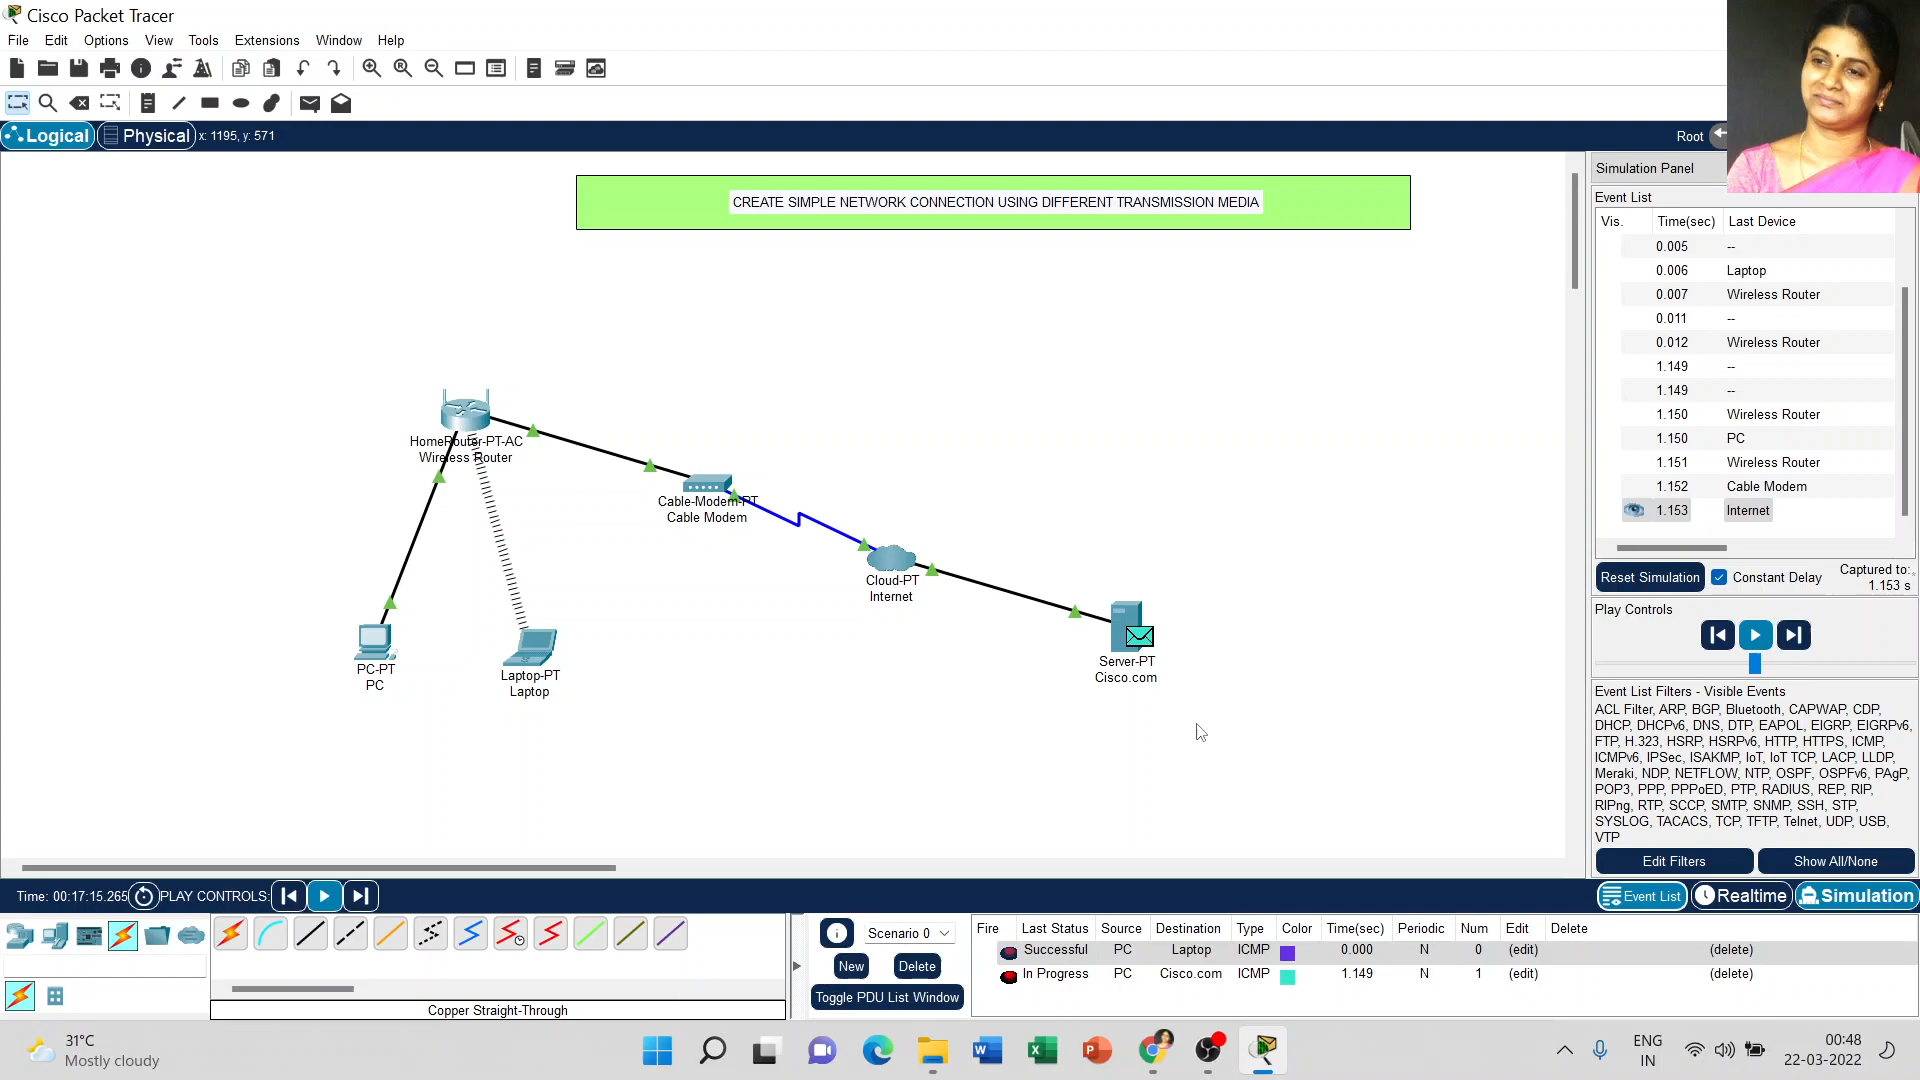 Cisco Packet Tracer
File Edit Options View Tools Extensions Window Help
Logical Physical x: 1195, y: 571
Root
CREATE SIMPLE NETWORK CONNECTION USING DIFFERENT TRANSMISSION MEDIA
HomeRouter-PT-AC
Wireless Router
Cable-Modem-PT
Cable Modem
Cloud-PT
Internet
Server-PT
Cisco.com
PC-PT
PC
Laptop-PT
Laptop
Simulation Panel
Event List
Vis. Time(sec) Last Device
0.005 --
0.006 Laptop
0.007 Wireless Router
0.011 --
0.012 Wireless Router
1.149 --
1.149 --
1.150 Wireless Router
1.150 PC
1.151 Wireless Router
1.152 Cable Modem
1.153 Internet
Reset Simulation Constant Delay Captured to:
1.153 s
Play Controls
Event List Filters - Visible Events
ACL Filter, ARP, BGP, Bluetooth, CAPWAP, CDP,
DHCP, DHCPv6, DNS, DTP, EAPOL, EIGRP, EIGRPv6,
FTP, H.323, HSRP, HSRPv6, HTTP, HTTPS, ICMP,
ICMPv6, IPSec, ISAKMP, IoT, IoT TCP, LACP, LLDP,
Meraki, NDP, NETFLOW, NTP, OSPF, OSPFv6, PAgP,
POP3, PPP, PPPoED, PTP, RADIUS, REP, RIP,
RIPng, RTP, SCCP, SMTP, SNMP, SSH, STP,
SYSLOG, TACACS, TCP, TFTP, Telnet, UDP, USB,
VTP
Edit Filters Show All/None
Time: 00:17:15.265 PLAY CONTROLS:
Event List Realtime Simulation
Scenario 0
New Delete
Toggle PDU List Window
Copper Straight-Through
Fire Last Status Source Destination Type Color Time(sec) Periodic Num Edit Delete
Successful PC Laptop ICMP 0.000 N 0 (edit) (delete)
In Progress PC Cisco.com ICMP 1.149 N 1 (edit) (delete)
31°C
Mostly cloudy
ENG
IN
00:48
22-03-2022